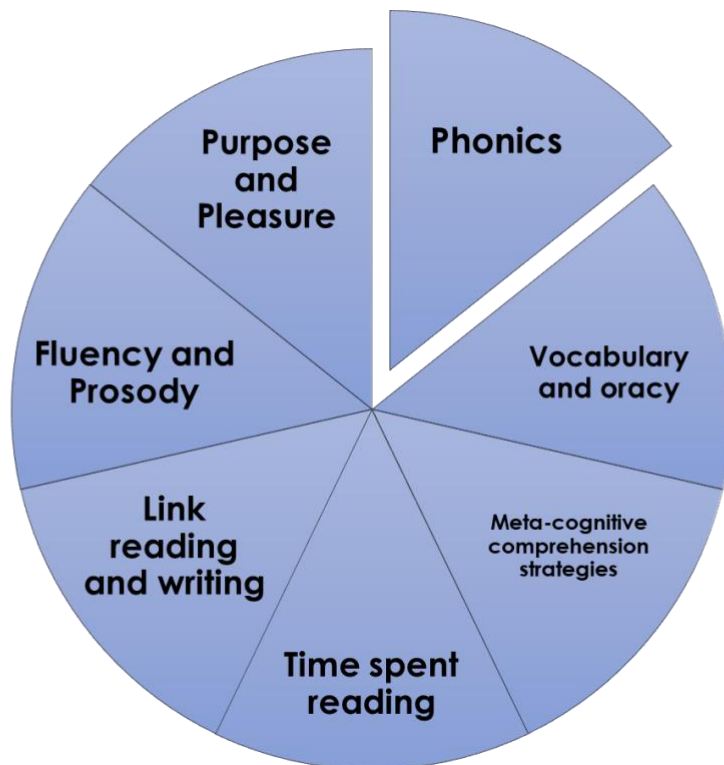 Phonics
Vocabulary
and oracy
Meta-cognitive
comprehension
strategies
Time spent
reading
Link
reading
and writing
Fluency and
Prosody
Purpose
and
Pleasure